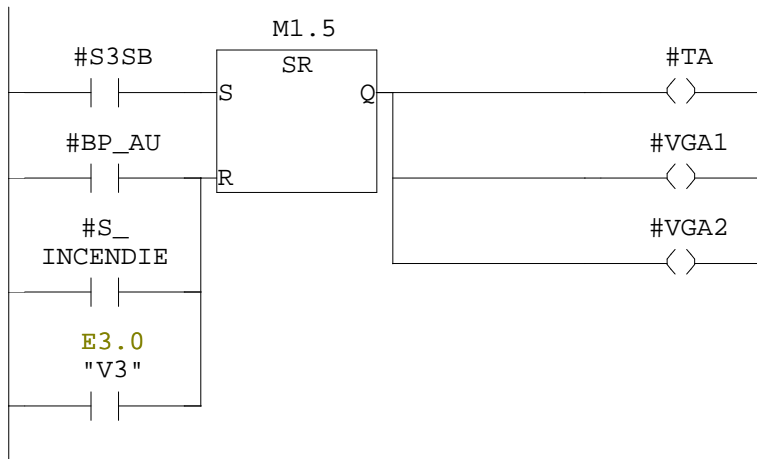 M1.5
#S3SB
SR
#TA
S
Q
#BP_AU
#VGA1
R
#S_
INCENDIE
#VGA2
E3.0
"V3"